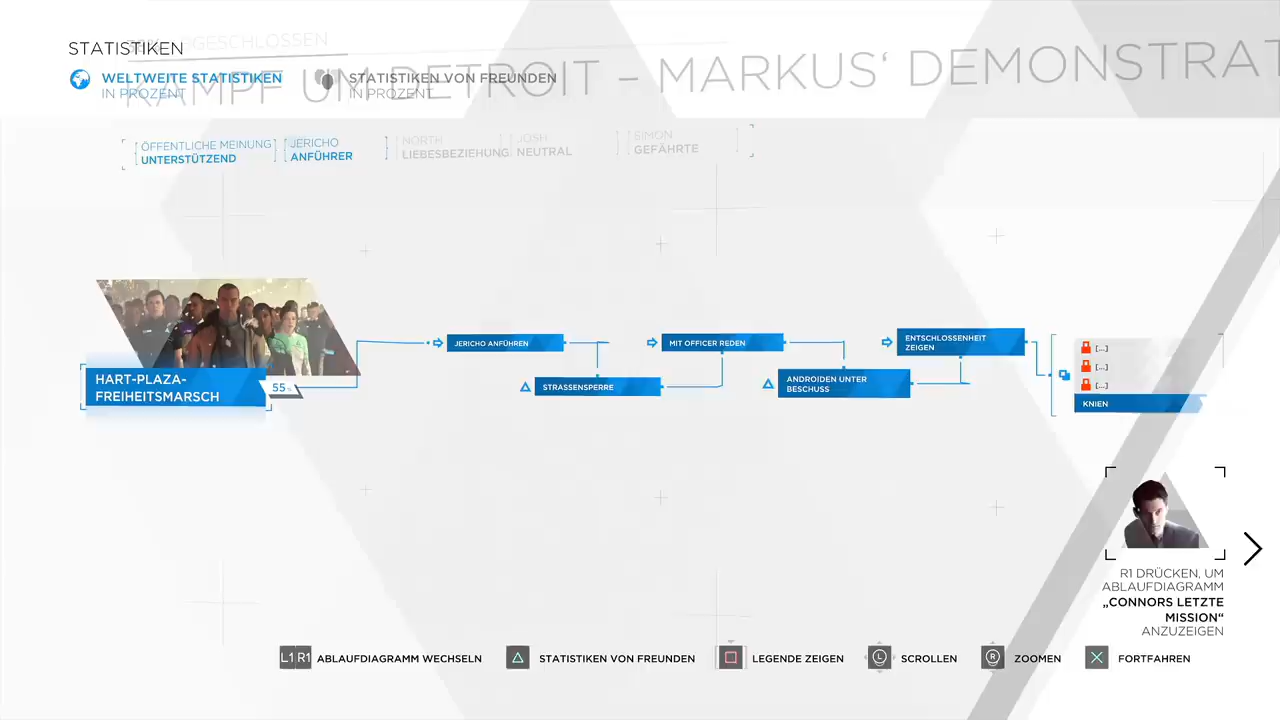 STATISTIKEN
GESCHLOSSEN
WELTWEITE STATISTIKEN
IN PROZENT
STATISTIKEN VON FREUNDEN
IN PROZENT
KAMPF UM DETROIT – MARKUS‘ DEMONSTRAT
ÖFFENTLICHE MEINUNG
UNTERSTÜTZEND
JERICHO
ANFÜHRER
NORTH
LIEBESBEZIEHUNG
JOSH
NEUTRAL
SIMON
GEFÄHRTE
HART-PLAZA-
FREIHEITSMARSCH
55 %
JERICHO ANFÜHREN
STRASSENSPERRE
MIT OFFICER REDEN
ANDROIDEN UNTER
BESCHUSS
ENTSCHLOSSENHEIT
ZEIGEN
[...]
[...]
[...]
KNIEN
R1 DRÜCKEN, UM
ABLAUFDIAGRAMM
„CONNORS LETZTE
MISSION“
ANZUZEIGEN
L1 R1 ABLAUFDIAGRAMM WECHSELN
STATISTIKEN VON FREUNDEN
LEGENDE ZEIGEN
L SCROLLEN
R ZOOMEN
FORTFAHREN